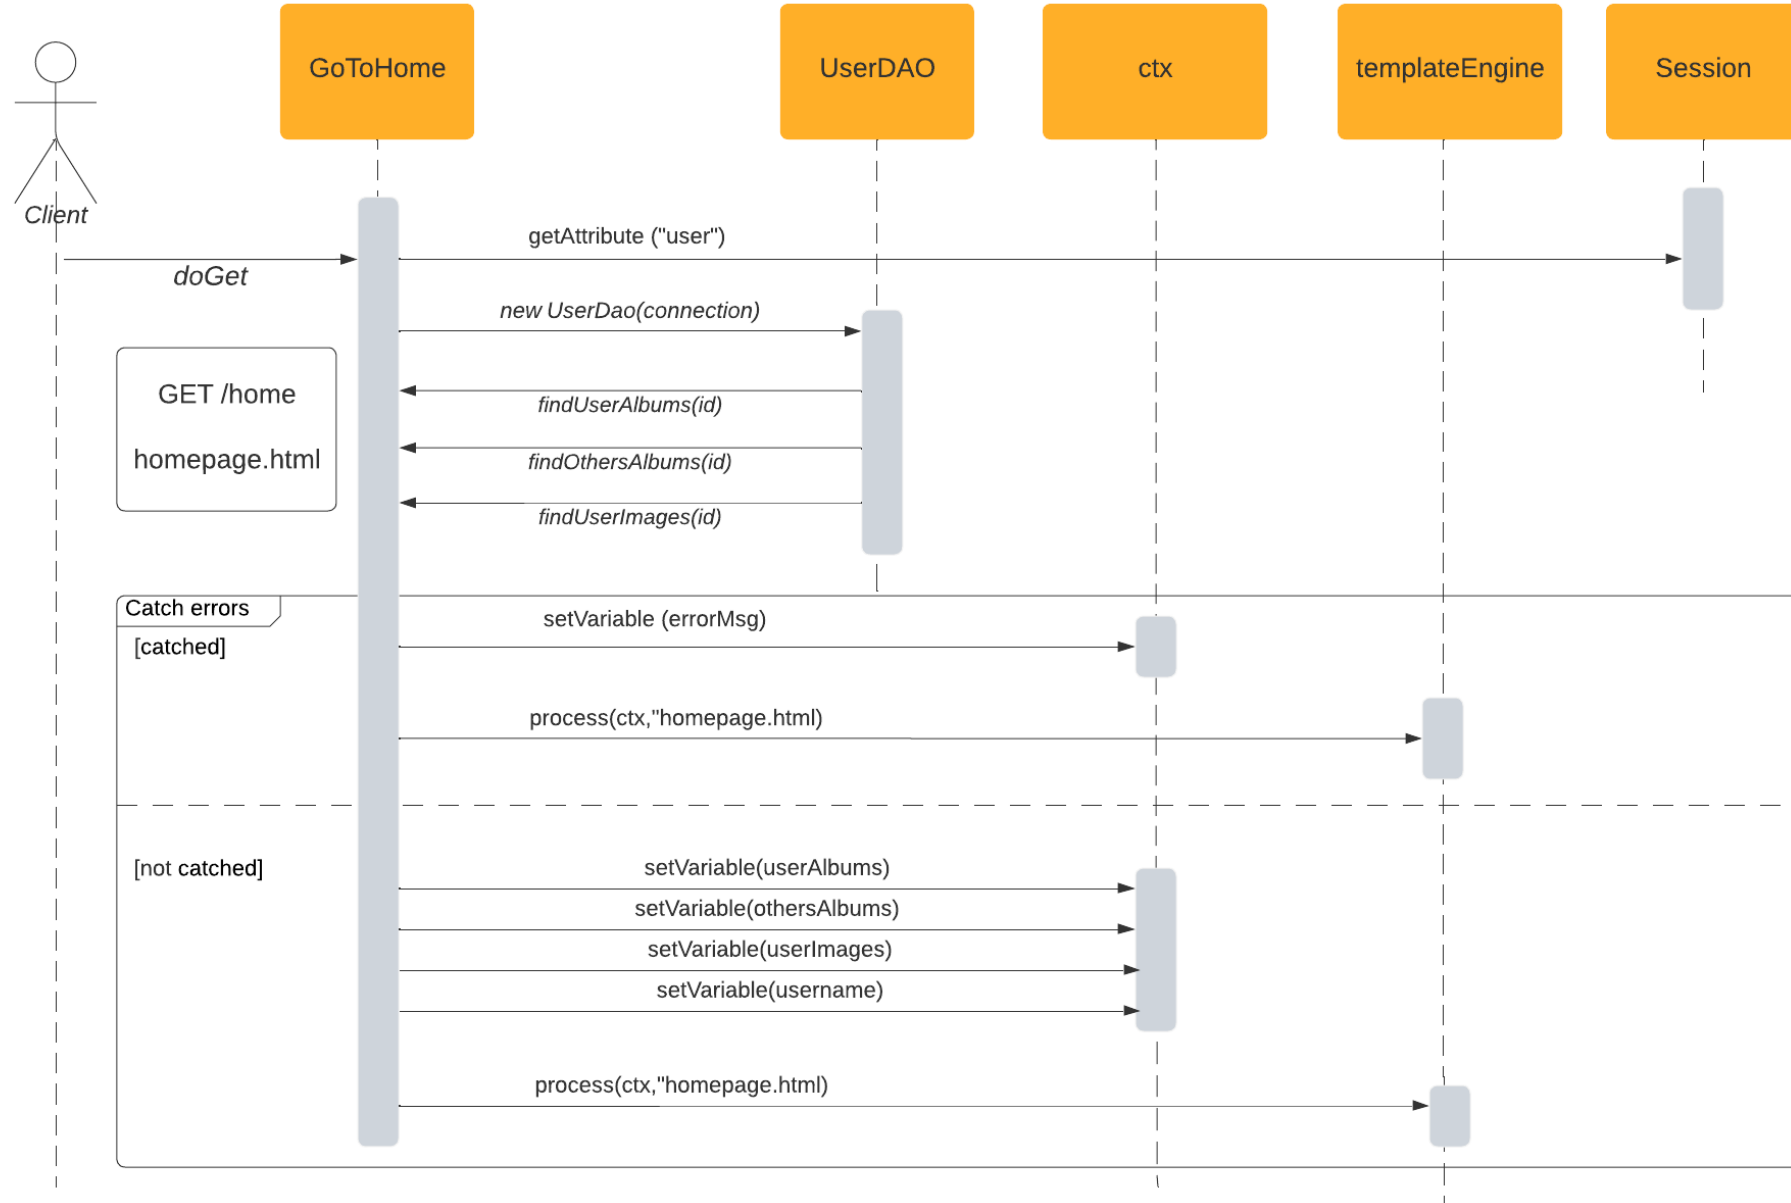 GoToHome
UserDAO
ctx
templateEngine
Session
Client
getAttribute ("user")
doGet
new UserDao(connection)
GET /home
homepage.html
findUserAlbums(id)
findOthersAlbums(id)
findUserImages(id)
Catch errors
[catched]
setVariable (errorMsg)
process(ctx,"homepage.html)
[not catched]
setVariable(userAlbums)
setVariable(othersAlbums)
setVariable(userImages)
setVariable(username)
process(ctx,"homepage.html)